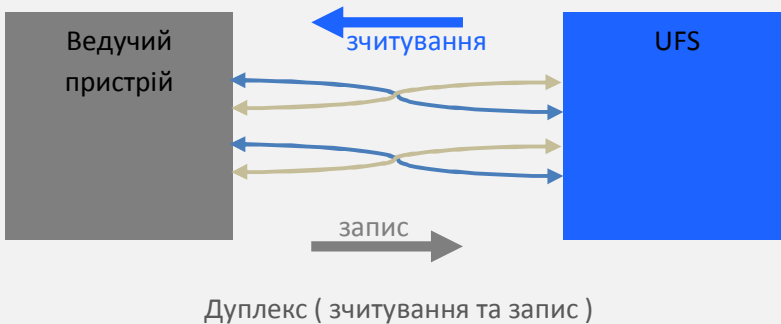 Ведучий
пристрій
зчитування
UFS
запис
Дуплекс ( зчитування та запис )